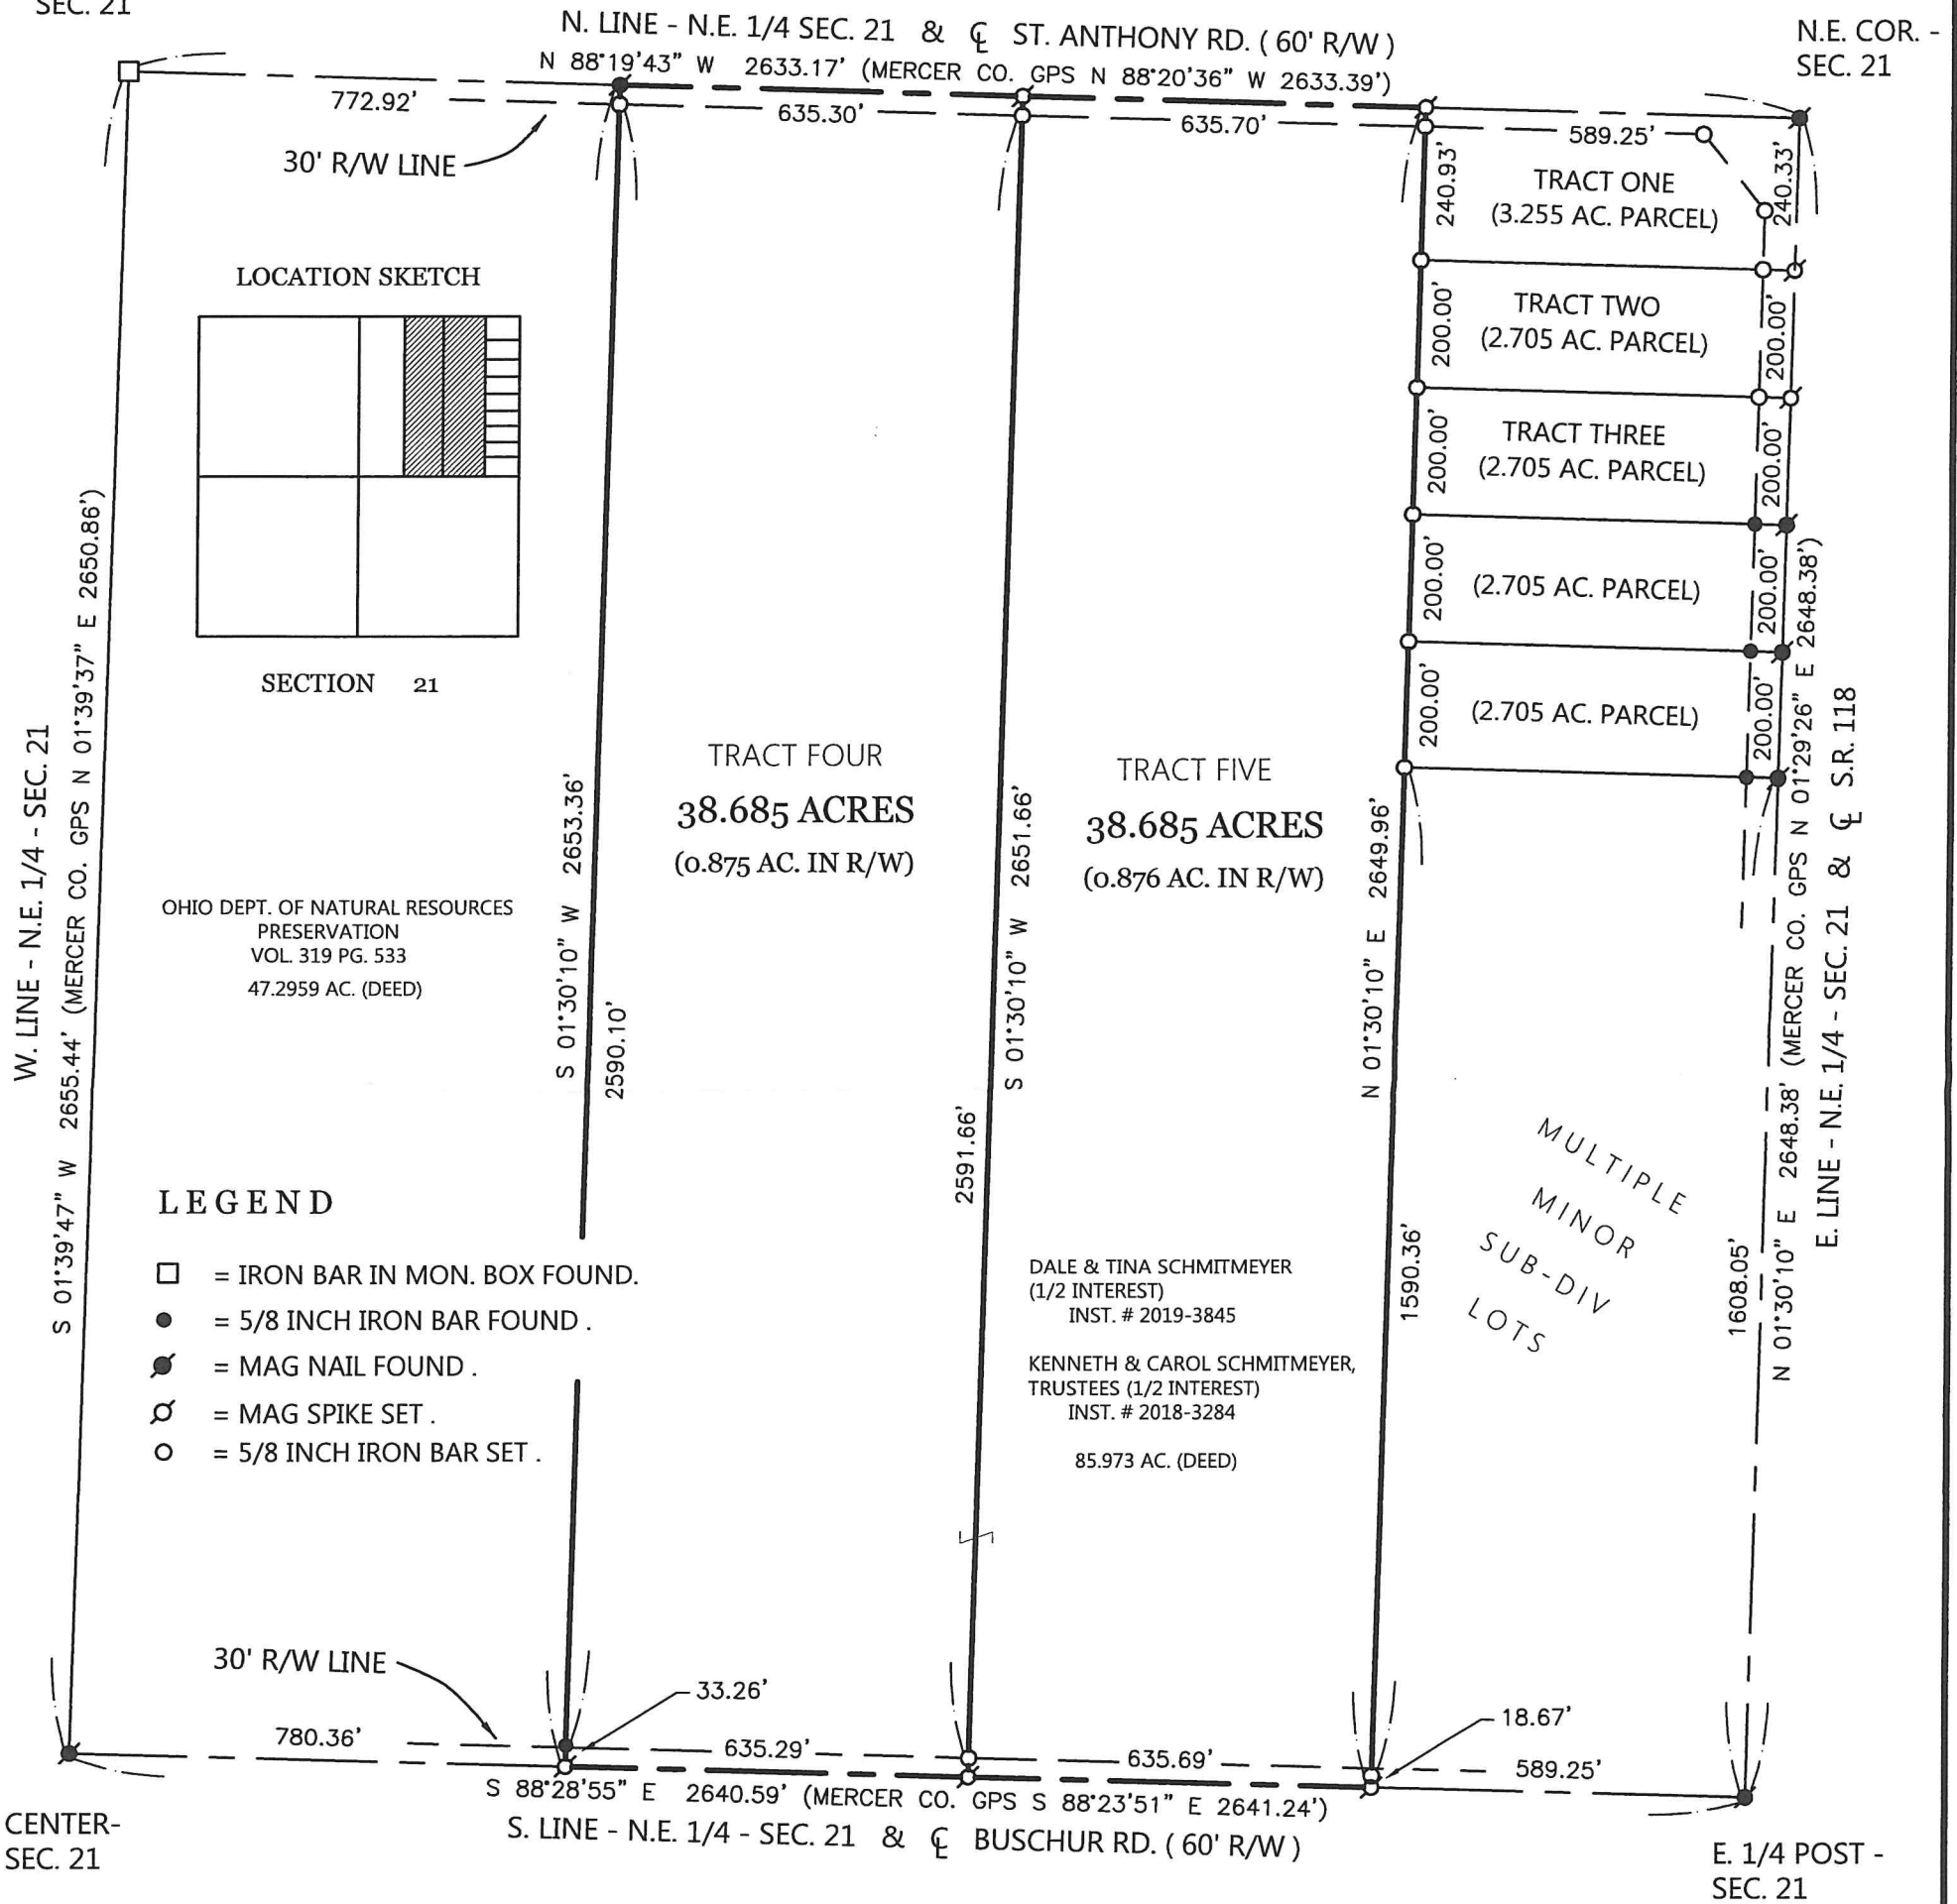 SEC. 21
N. LINE - N.E. 1/4 SEC. 21 & ℄ ST. ANTHONY RD. ( 60' R/W )
N 88°19'43" W 2633.17' (MERCER CO. GPS N 88°20'36" W 2633.39')
N.E. COR. -
SEC. 21
772.92'
635.30'
635.70'
589.25'
30' R/W LINE
240.93'
240.33'
TRACT ONE
(3.255 AC. PARCEL)
LOCATION SKETCH
SECTION 21
200.00'
TRACT TWO
(2.705 AC. PARCEL)
200.00'
200.00'
TRACT THREE
(2.705 AC. PARCEL)
200.00'
200.00'
(2.705 AC. PARCEL)
200.00'
200.00'
(2.705 AC. PARCEL)
200.00'
W. LINE - N.E. 1/4 - SEC. 21
S 01°39'47" W 2655.44' (MERCER CO. GPS N 01°39'37" E 2650.86')
OHIO DEPT. OF NATURAL RESOURCES
PRESERVATION
VOL. 319 PG. 533
47.2959 AC. (DEED)
S 01°30'10" W 2653.36'
2590.10'
TRACT FOUR
38.685 ACRES
(0.875 AC. IN R/W)
S 01°30'10" W 2651.66'
2591.66'
TRACT FIVE
38.685 ACRES
(0.876 AC. IN R/W)
N 01°30'10" E 2649.96'
1590.36'
MULTIPLE
MINOR
SUB-DIV
LOTS
1608.05'
N 01°30'10" E 2648.38' (MERCER CO. GPS N 01°29'26" E 2648.38')
E. LINE - N.E. 1/4 - SEC. 21 & ℄ S.R. 118
LEGEND
= IRON BAR IN MON. BOX FOUND.
= 5/8 INCH IRON BAR FOUND .
= MAG NAIL FOUND .
= MAG SPIKE SET .
= 5/8 INCH IRON BAR SET .
DALE & TINA SCHMITMEYER
(1/2 INTEREST)
INST. # 2019-3845
KENNETH & CAROL SCHMITMEYER,
TRUSTEES (1/2 INTEREST)
INST. # 2018-3284
85.973 AC. (DEED)
30' R/W LINE
33.26'
18.67'
780.36'
635.29'
635.69'
589.25'
S 88°28'55" E 2640.59' (MERCER CO. GPS S 88°23'51" E 2641.24')
S. LINE - N.E. 1/4 - SEC. 21 & ℄ BUSCHUR RD. ( 60' R/W )
CENTER-
SEC. 21
E. 1/4 POST -
SEC. 21